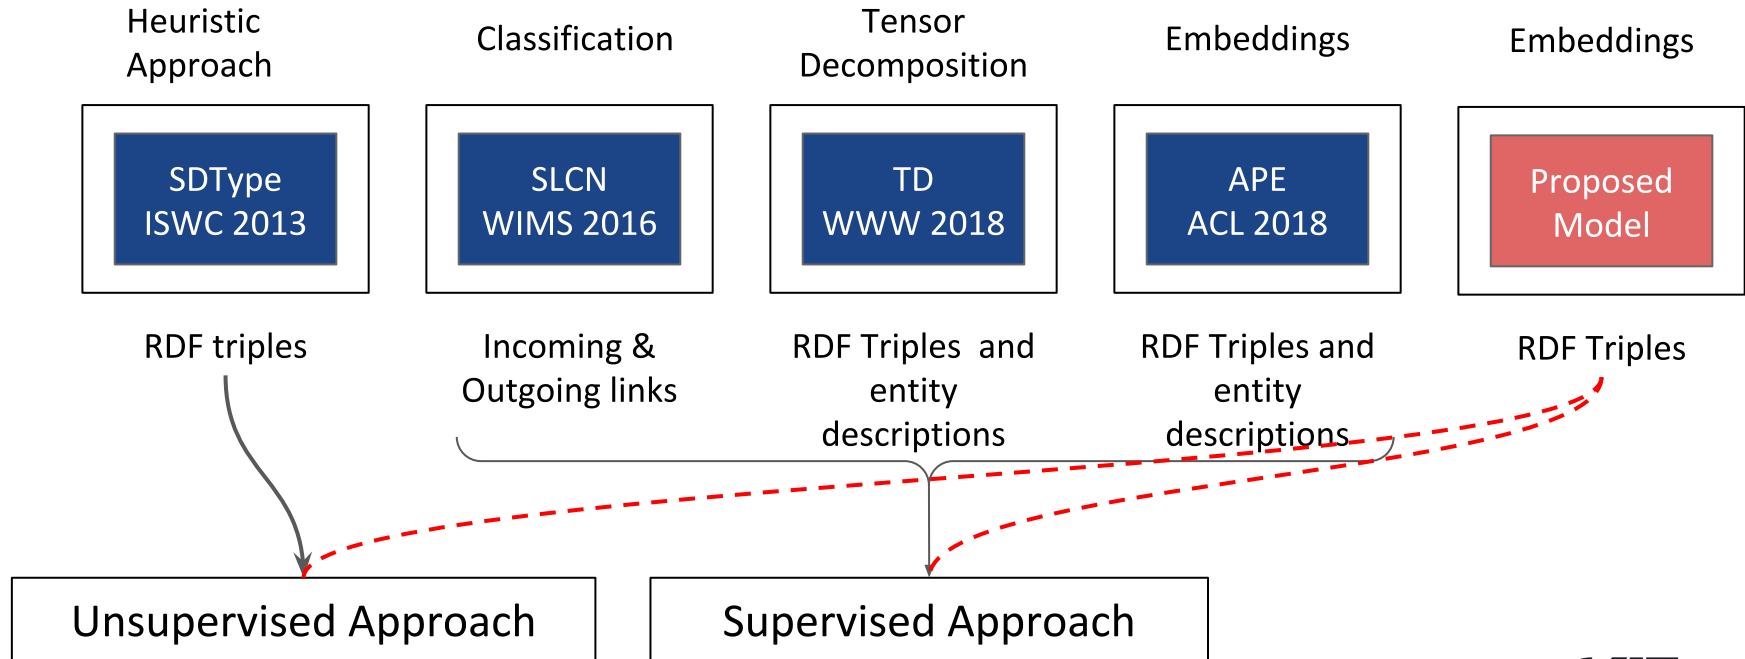 Heuristic
Approach
Classification
Tensor
Decomposition
Embeddings
Embeddings
SDType
ISWC 2013
SLCN
WIMS 2016
TD
WWW 2018
APE
ACL 2018
Proposed
Model
RDF triples
Incoming &
Outgoing links
RDF Triples and
entity
descriptions
RDF Triples and
entity
descriptions
RDF Triples
Unsupervised Approach
Supervised Approach